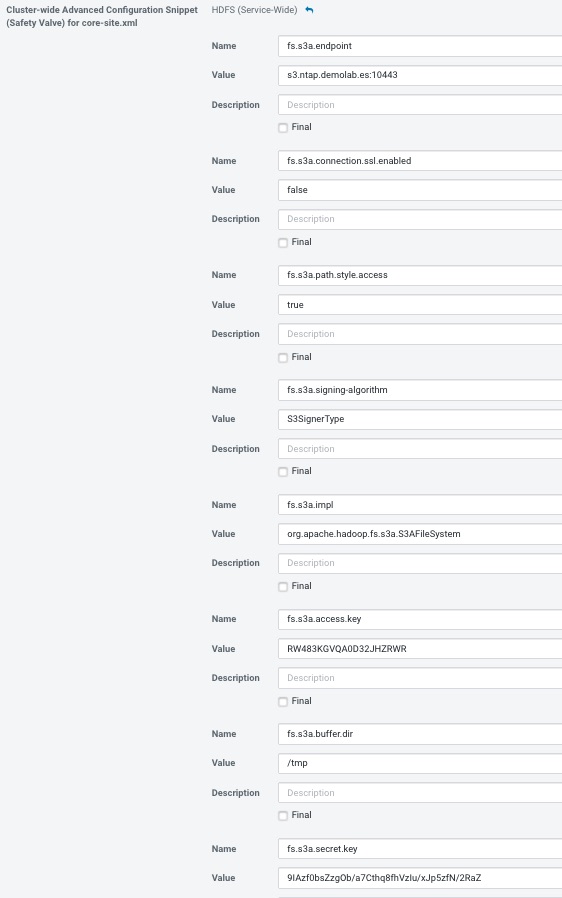 Cluster-wide Advanced Configuration Snippet
(Safety Valve) for core-site.xml
HDFS (Service-Wide)
Name fs.s3a.endpoint
Value s3.ntap.demolab.es:10443
Description Description
Final
Name fs.s3a.connection.ssl.enabled
Value false
Description Description
Final
Name fs.s3a.path.style.access
Value true
Description Description
Final
Name fs.s3a.signing-algorithm
Value S3SignerType
Description Description
Final
Name fs.s3a.impl
Value org.apache.hadoop.fs.s3a.S3AFileSystem
Description Description
Final
Name fs.s3a.access.key
Value RW483KGVQA0D32JHZRWR
Description Description
Final
Name fs.s3a.buffer.dir
Value /tmp
Description Description
Final
Name fs.s3a.secret.key
Value 9IAzf0bsZzgOb/a7Cthq8fhVzIu/xJp5zfN/2RaZ